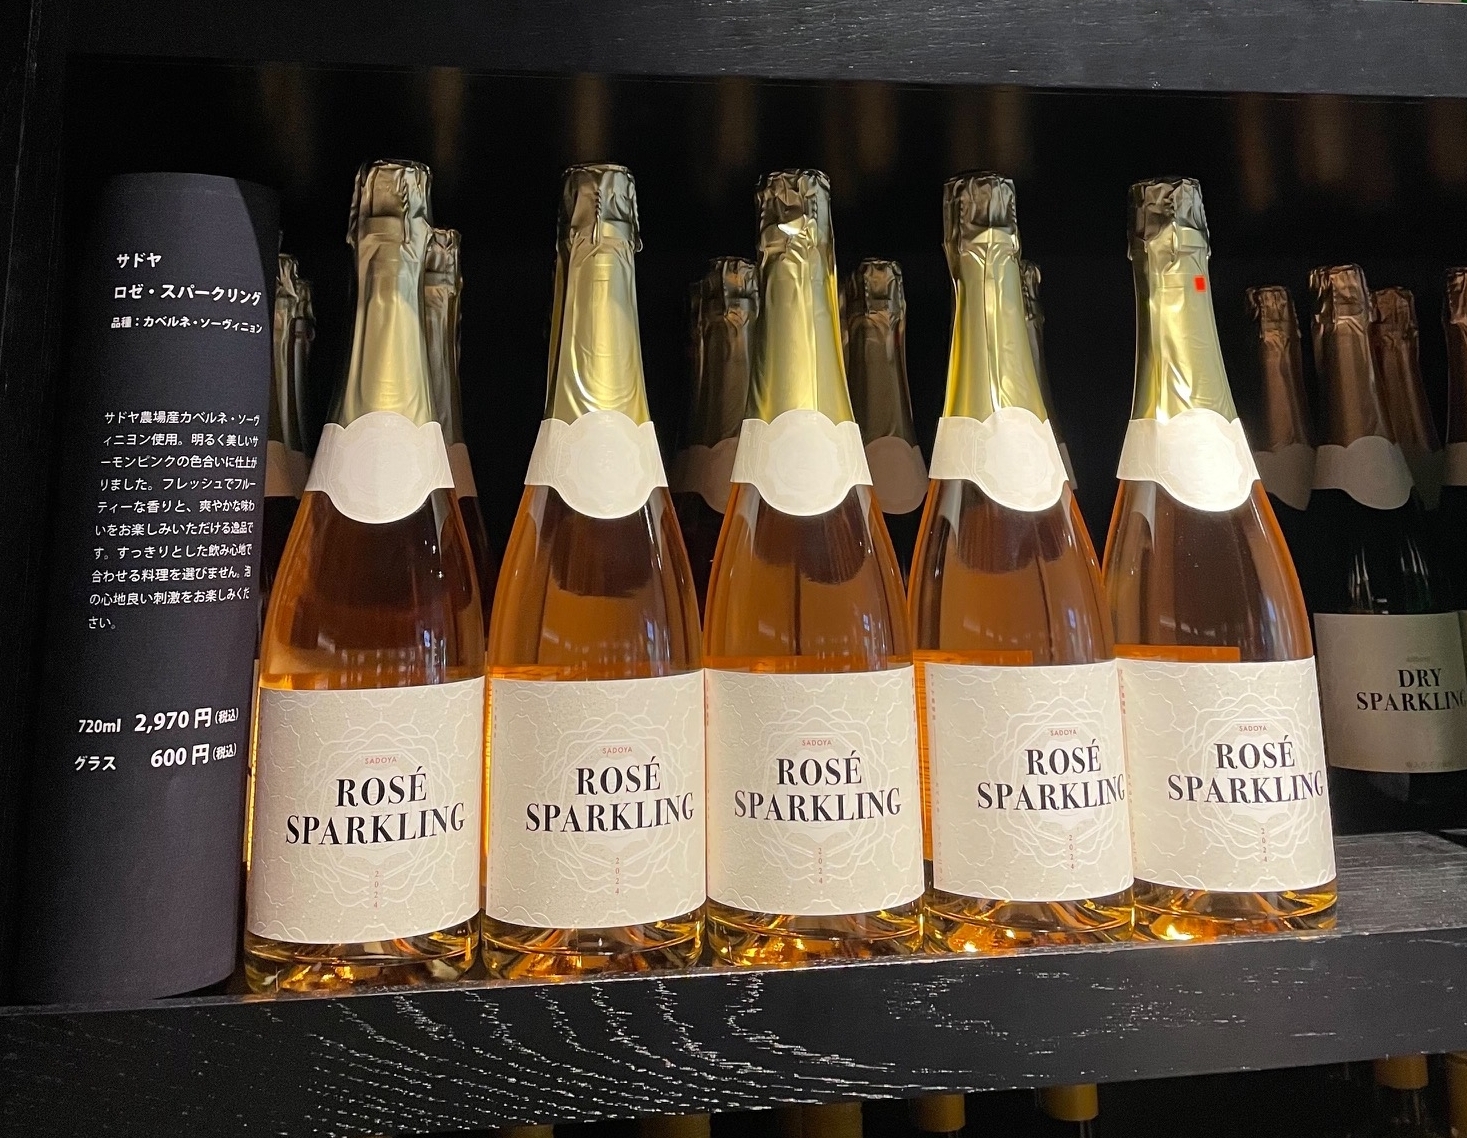 サドヤ
ロゼ・スパークリング
品種：カベルネ・ソーヴィニョン
サドヤ農場産カベルネ・ソーヴ
ィニヨン使用。明るく美しいサ
ーモンピンクの色合いに仕上が
りました。フレッシュでフルー
ティーな香りと、爽やかな味わ
いをお楽しみいただける逸品で
す。すっきりとした飲み心地で
合わせる料理を選びません。泡
の心地良い刺激をお楽しみくだ
さい。
720ml 2,970円(税込)
グラス 600円(税込)
SADOYA
ROSÉ
SPARKLING
2024
SADOYA
ROSÉ
SPARKLING
2024
SADOYA
ROSÉ
SPARKLING
2024
SADOYA
ROSÉ
SPARKLING
2024
SADOYA
ROSÉ
SPARKLING
2024
DRY
SPARKLING